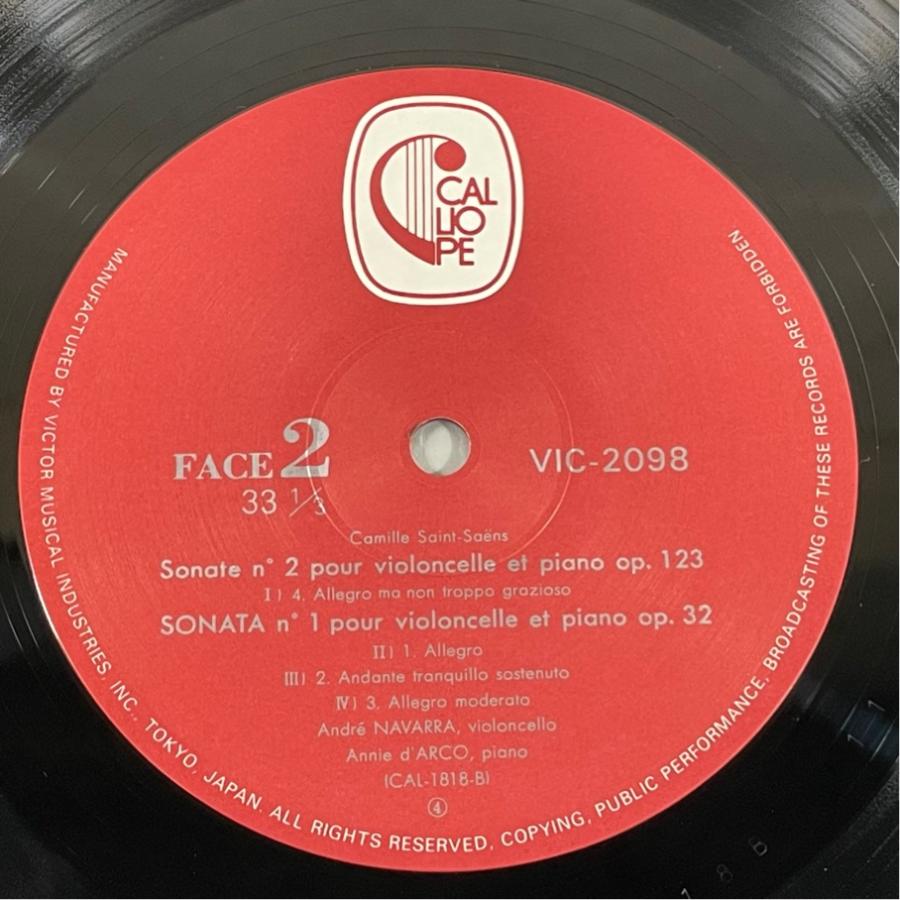 CAL
LIO
PE
FACE 2
VIC-2098
33 1/3
Camille Saint-Saëns
Sonate n° 2 pour violoncelle et piano op. 123
I) 4. Allegro ma non troppo grazioso
SONATA n° 1 pour violoncelle et piano op. 32
II) 1. Allegro
III) 2. Andante tranquillo sostenuto
IV) 3. Allegro moderato
André NAVARRA, violoncello
Annie d'ARCO, piano
(CAL-1818-B)
④
MANUFACTURED BY VICTOR MUSICAL INDUSTRIES, INC., TOKYO, JAPAN. ALL RIGHTS RESERVED. COPYING, PUBLIC PERFORMANCE, BROADCASTING OF THESE RECORDS ARE FORBIDDEN